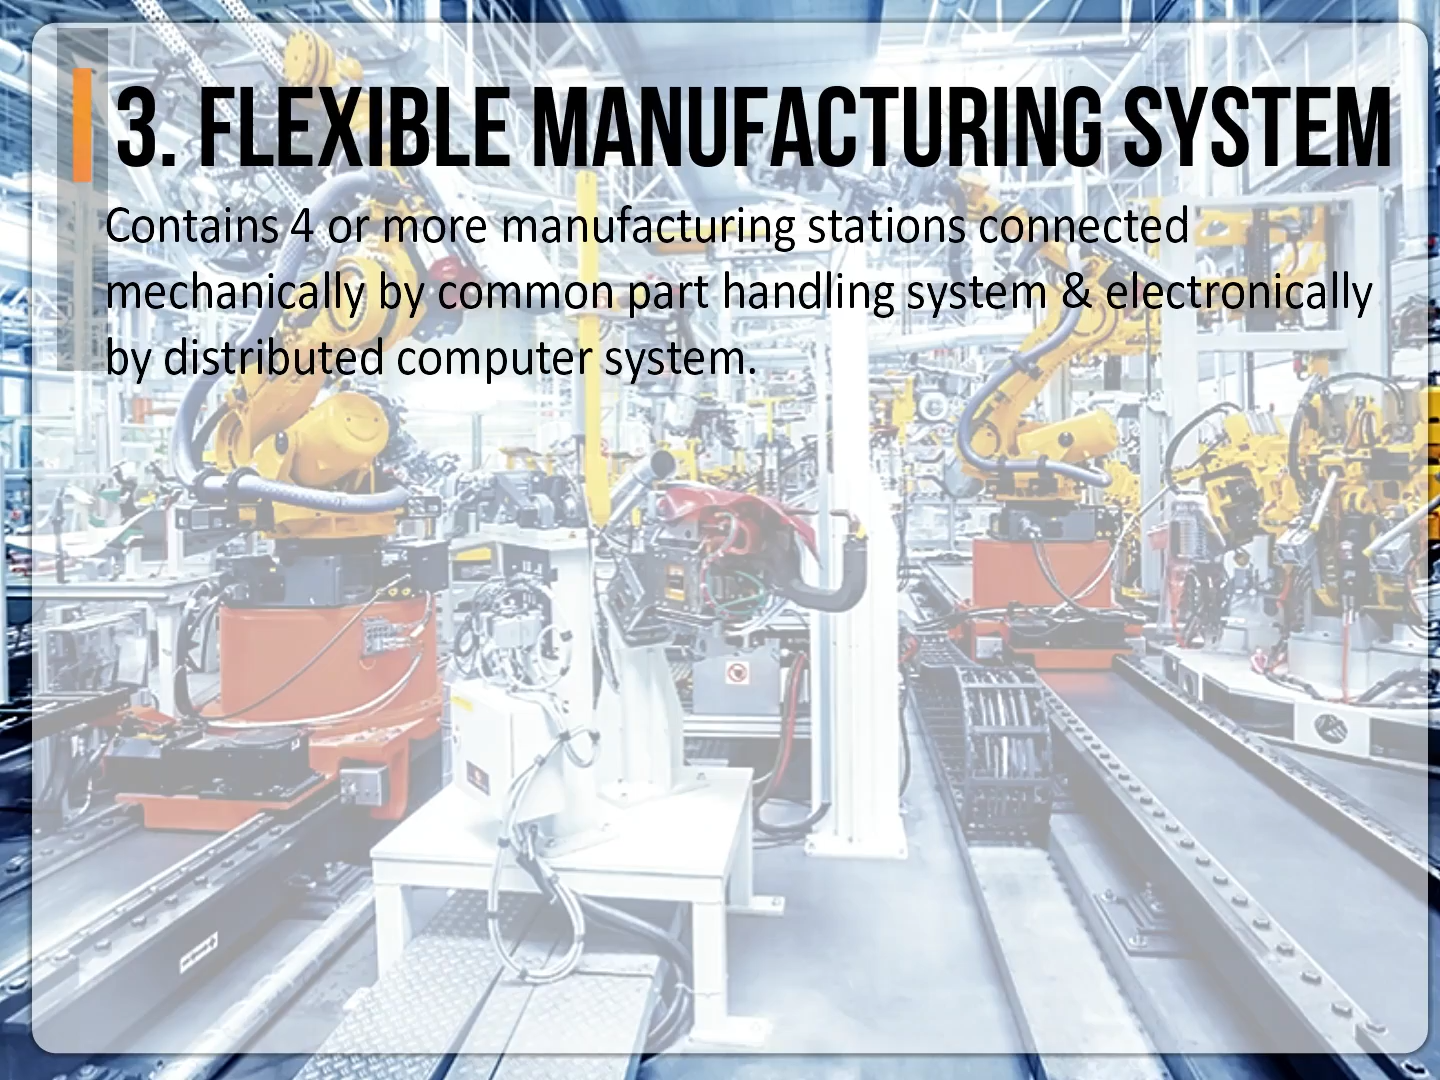 3. FLEXIBLE MANUFACTURING SYSTEM
Contains 4 or more manufacturing stations connected
mechanically by common part handling system & electronically
by distributed computer system.